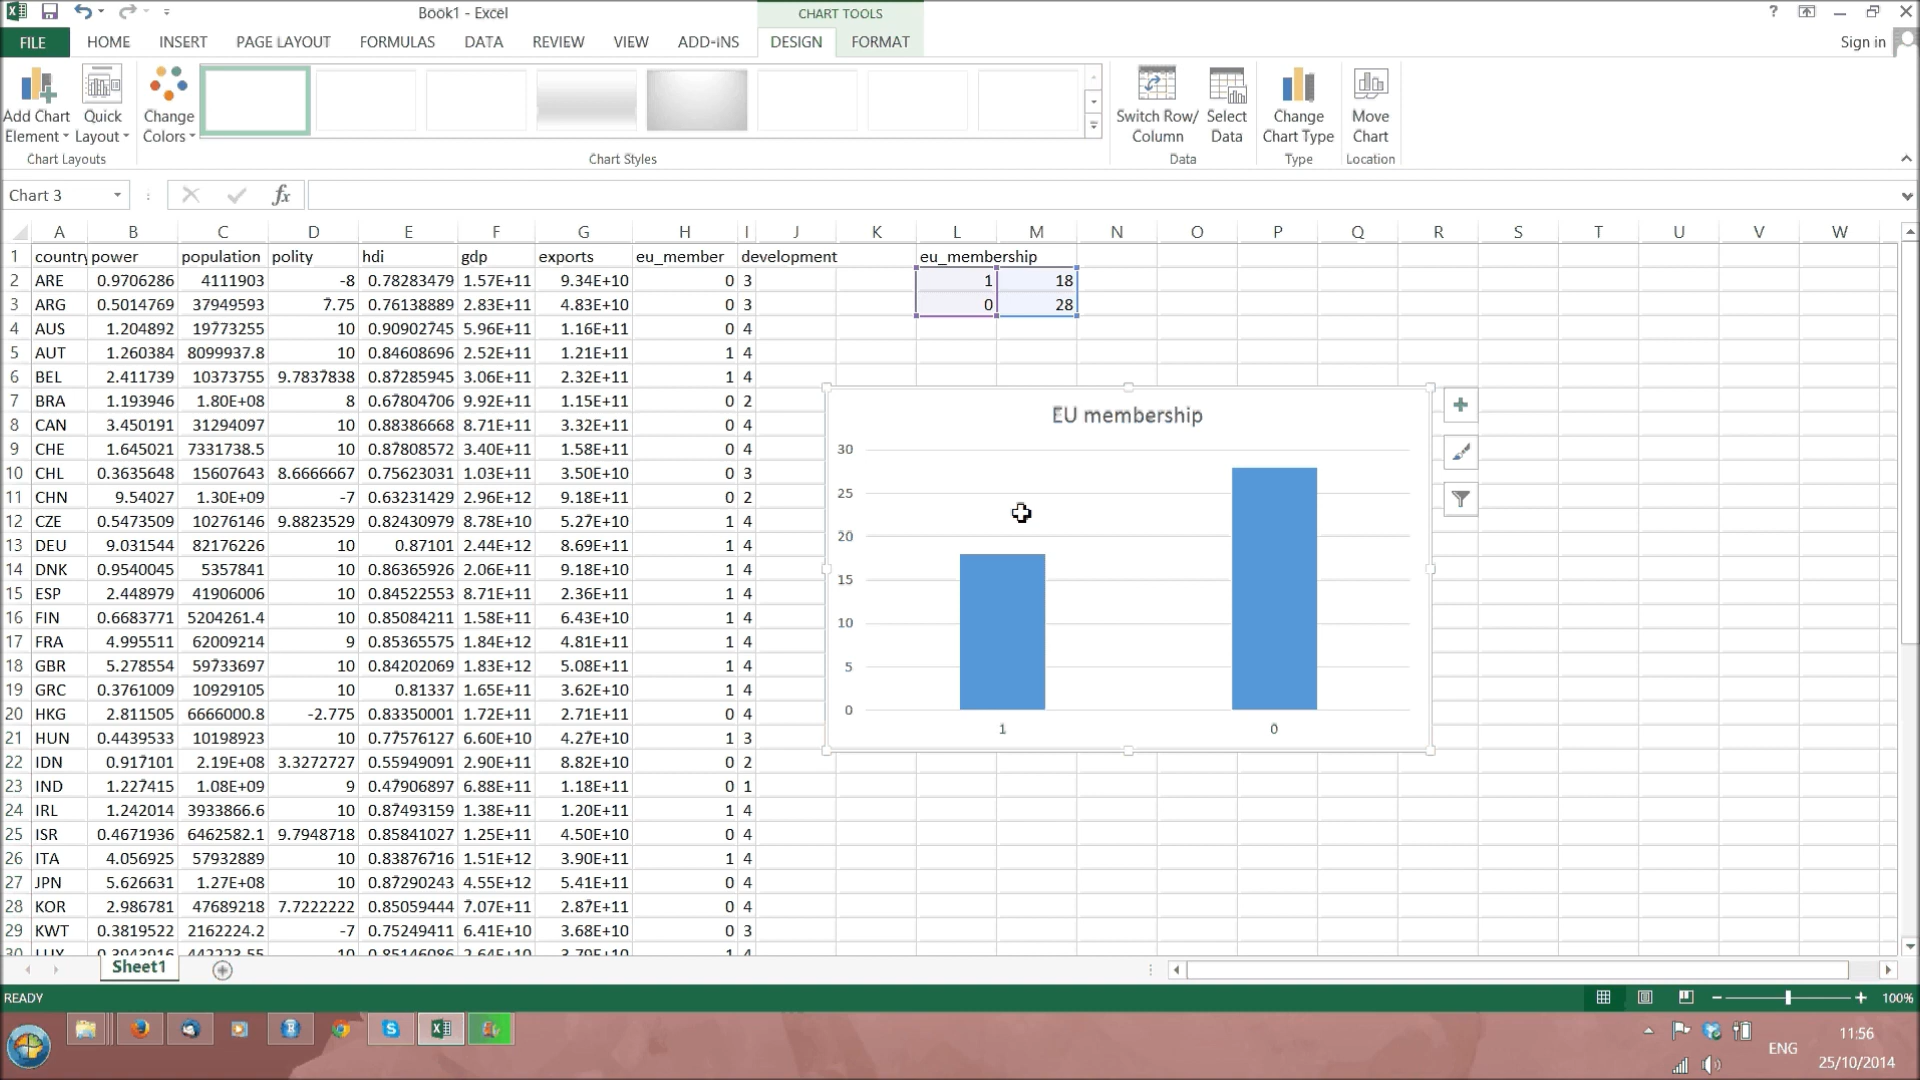 Book1 - Excel
CHART TOOLS
?
FILE HOME INSERT PAGE LAYOUT FORMULAS DATA REVIEW VIEW ADD-INS DESIGN FORMAT Sign in
Add Chart Element Quick Layout Change Colors Switch Row/ Column Select Data Change Chart Type Move Chart
Chart Layouts Chart Styles Data Type Location
Chart 3 fx
A B C D E F G H I J K L M N O P Q R S T U V W
1 country power population polity hdi gdp exports eu_member development eu_membership
2 ARE 0.9706286 4111903 -8 0.78283479 1.57E+11 9.34E+10 0 3 1 18
3 ARG 0.5014769 37949593 7.75 0.76138889 2.83E+11 4.83E+10 0 3 0 28
4 AUS 1.204892 19773255 10 0.90902745 5.96E+11 1.16E+11 0 4
5 AUT 1.260384 8099937.8 10 0.84608696 2.52E+11 1.21E+11 1 4
6 BEL 2.411739 10373755 9.7837838 0.87285945 3.06E+11 2.32E+11 1 4
7 BRA 1.193946 1.80E+08 8 0.67804706 9.92E+11 1.15E+11 0 2
8 CAN 3.450191 31294097 10 0.88386668 8.71E+11 3.32E+11 0 4
9 CHE 1.645021 7331738.5 10 0.87808572 3.40E+11 1.58E+11 0 4
10 CHL 0.3635648 15607643 8.6666667 0.75623031 1.03E+11 3.50E+10 0 3
11 CHN 9.54027 1.30E+09 -7 0.63231429 2.96E+12 9.18E+11 0 2
12 CZE 0.5473509 10276146 9.8823529 0.82430979 8.78E+10 5.27E+10 1 4
13 DEU 9.031544 82176226 10 0.87101 2.44E+12 8.69E+11 1 4
14 DNK 0.9540045 5357841 10 0.86365926 2.06E+11 9.18E+10 1 4
15 ESP 2.448979 41906006 10 0.84522553 8.71E+11 2.36E+11 1 4
16 FIN 0.6683771 5204261.4 10 0.85084211 1.58E+11 6.43E+10 1 4
17 FRA 4.995511 62009214 9 0.85365575 1.84E+12 4.81E+11 1 4
18 GBR 5.278554 59733697 10 0.84202069 1.83E+12 5.08E+11 1 4
19 GRC 0.3761009 10929105 10 0.81337 1.65E+11 3.62E+10 1 4
20 HKG 2.811505 6666000.8 -2.775 0.83350001 1.72E+11 2.71E+11 0 4
21 HUN 0.4439533 10198923 10 0.77576127 6.60E+10 4.27E+10 1 3
22 IDN 0.917101 2.19E+08 3.3272727 0.55949091 2.90E+11 8.82E+10 0 2
23 IND 1.227415 1.08E+09 9 0.47906897 6.88E+11 1.18E+11 0 1
24 IRL 1.242014 3933866.6 10 0.87493159 1.38E+11 1.20E+11 1 4
25 ISR 0.4671936 6462582.1 9.7948718 0.85841027 1.25E+11 4.50E+10 0 4
26 ITA 4.056925 57932889 10 0.83876716 1.51E+12 3.90E+11 1 4
27 JPN 5.626631 1.27E+08 10 0.87290243 4.55E+12 5.41E+11 0 4
28 KOR 2.986781 47689218 7.7222222 0.85059444 7.07E+11 2.87E+11 0 4
29 KWT 0.3819522 2162224.2 -7 0.75249411 6.41E+10 3.68E+10 0 3
EU membership
30
25
20
15
10
5
0
1 0
Sheet1
READY 100%
ENG
11:56
25/10/2014